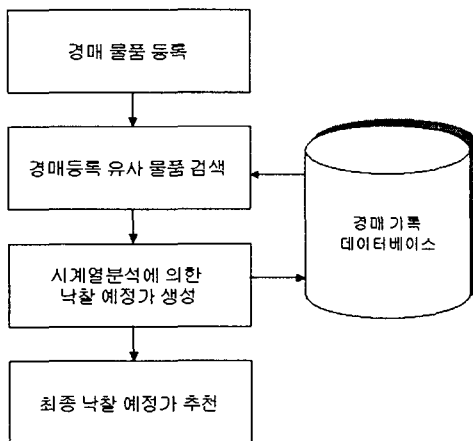 경매 물품 등록
경매등록 유사 물품 검색
경매 기록
데이터베이스
시계열분석에 의한
낙찰 예정가 생성
최종 낙찰 예정가 추천